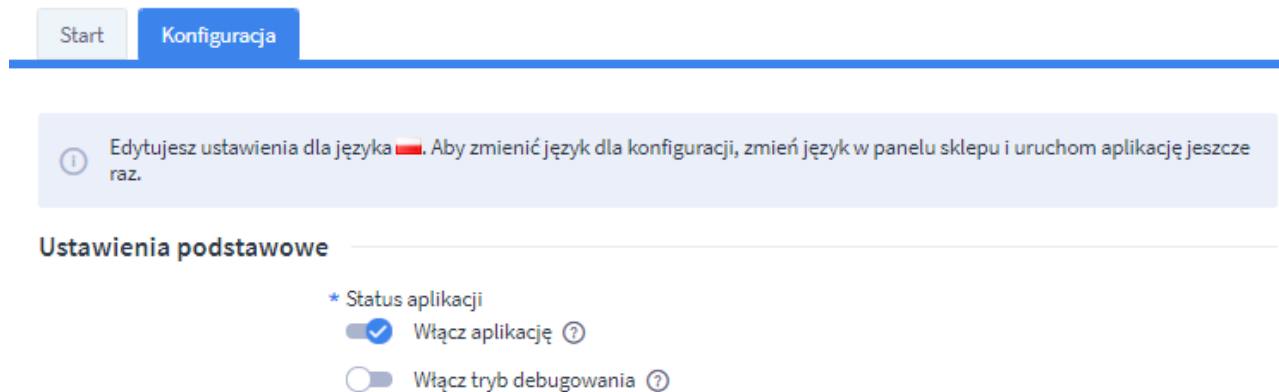 Start Konfiguracja
Edytujesz ustawienia dla języka . Aby zmienić język dla konfiguracji, zmień język w panelu sklepu i uruchom aplikację jeszcze
raz.
Ustawienia podstawowe
* Status aplikacji
Włącz aplikację ?
Włącz tryb debugowania ?